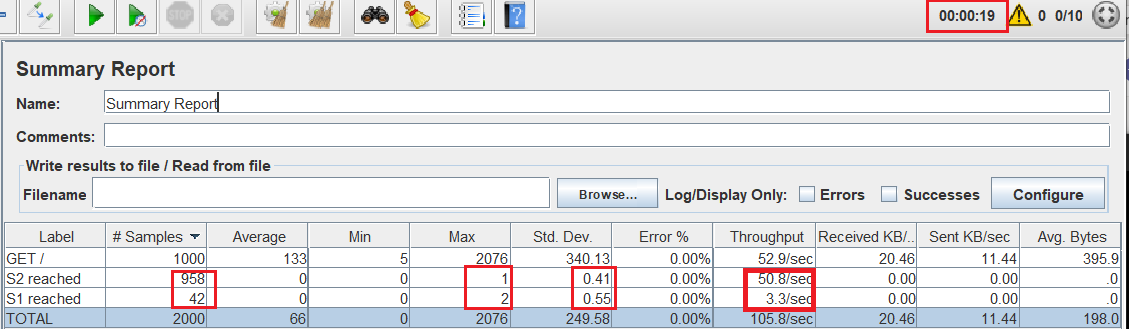 STOP
00:00:19 0 0/10
Summary Report
Name: Summary Report
Comments:
Write results to file / Read from file
Filename Browse... Log/Display Only: Errors Successes Configure
Label # Samples Average Min Max Std. Dev. Error % Throughput Received KB/.. Sent KB/sec Avg. Bytes
GET / 1000 133 5 2076 340.13 0.00% 52.9/sec 20.46 11.44 395.9
S2 reached 958 0 0 1 0.41 0.00% 50.8/sec 0.00 0.00 .0
S1 reached 42 0 0 2 0.55 0.00% 3.3/sec 0.00 0.00 .0
TOTAL 2000 66 0 2076 249.58 0.00% 105.8/sec 20.46 11.44 198.0